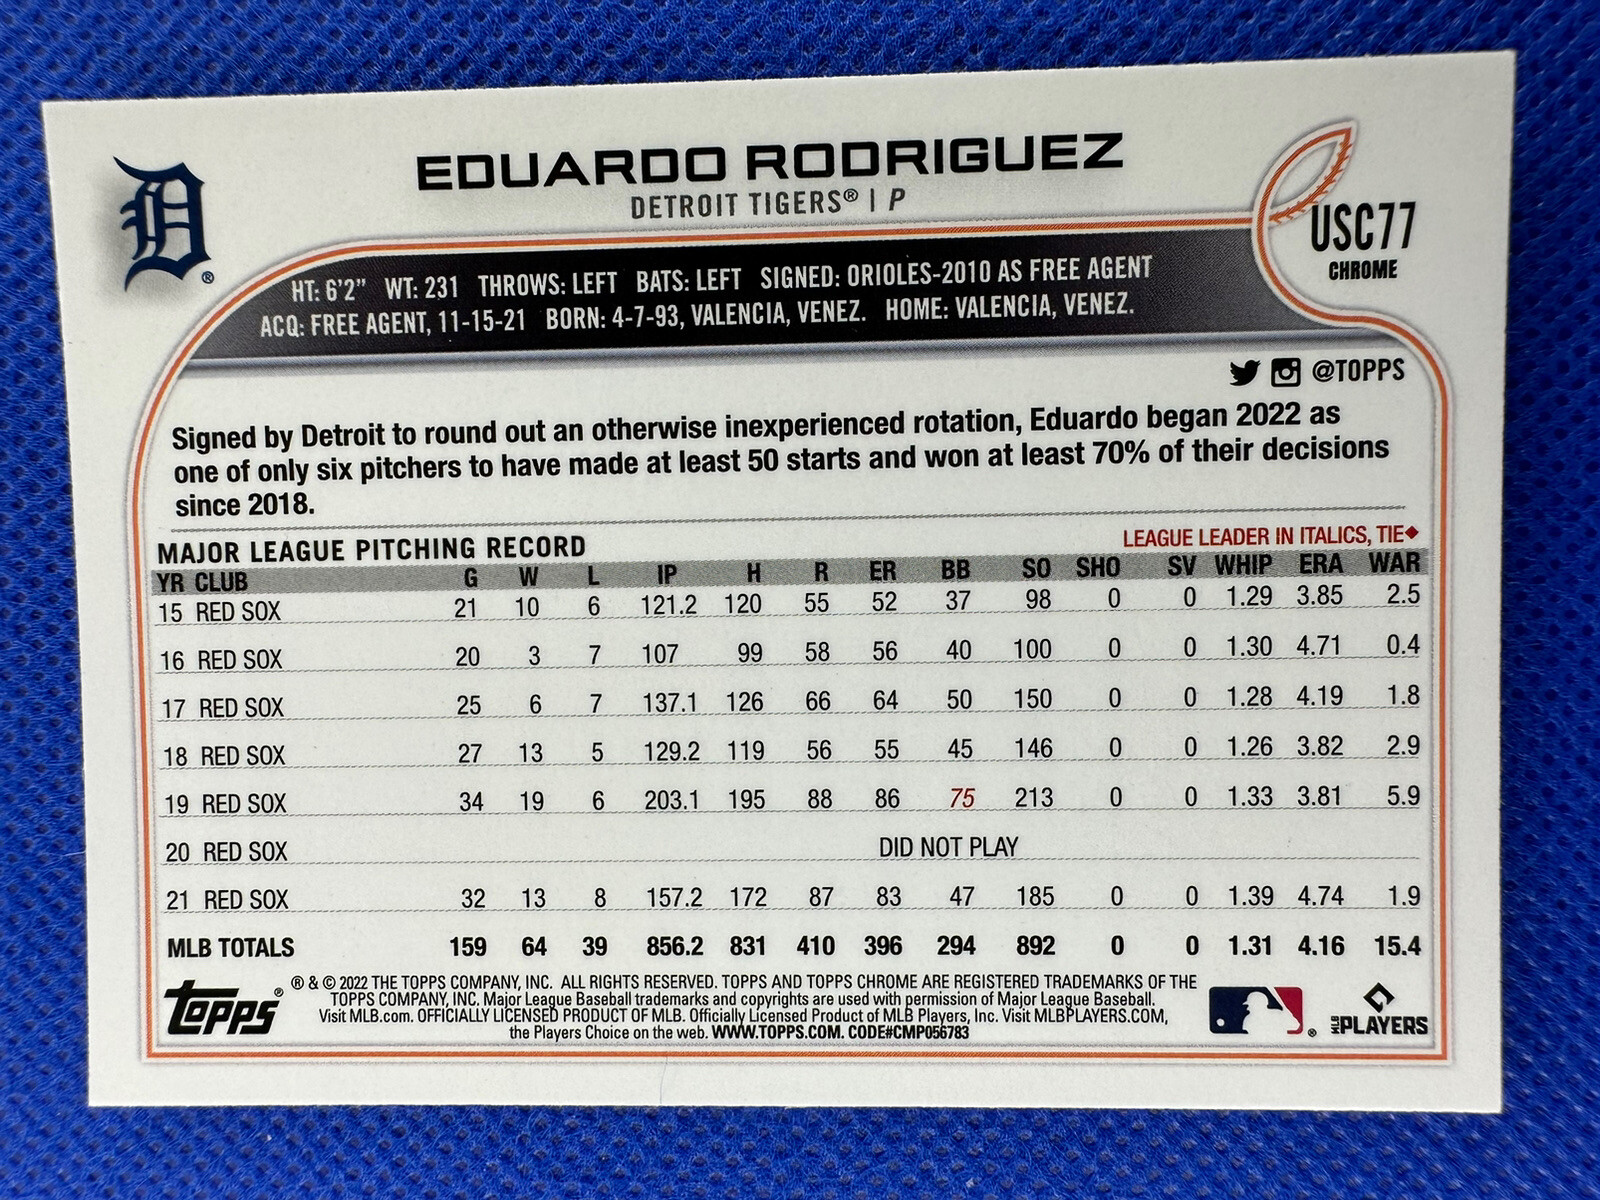 EDUARDO RODRIGUEZ
DETROIT TIGERS® | P
D®
USC77
CHROME
HT: 6'2" WT: 231 THROWS: LEFT BATS: LEFT SIGNED: ORIOLES-2010 AS FREE AGENT
ACQ: FREE AGENT, 11-15-21 BORN: 4-7-93, VALENCIA, VENEZ. HOME: VALENCIA, VENEZ.
@TOPPS
Signed by Detroit to round out an otherwise inexperienced rotation, Eduardo began 2022 as
one of only six pitchers to have made at least 50 starts and won at least 70% of their decisions
since 2018.
MAJOR LEAGUE PITCHING RECORD
LEAGUE LEADER IN ITALICS, TIE◆
YR CLUB G W L IP H R ER BB SO SHO SV WHIP ERA WAR
15 RED SOX 21 10 6 121.2 120 55 52 37 98 0 0 1.29 3.85 2.5
16 RED SOX 20 3 7 107 99 58 56 40 100 0 0 1.30 4.71 0.4
17 RED SOX 25 6 7 137.1 126 66 64 50 150 0 0 1.28 4.19 1.8
18 RED SOX 27 13 5 129.2 119 56 55 45 146 0 0 1.26 3.82 2.9
19 RED SOX 34 19 6 203.1 195 88 86 75 213 0 0 1.33 3.81 5.9
20 RED SOX DID NOT PLAY
21 RED SOX 32 13 8 157.2 172 87 83 47 185 0 0 1.39 4.74 1.9
MLB TOTALS 159 64 39 856.2 831 410 396 294 892 0 0 1.31 4.16 15.4
topps®
® & © 2022 THE TOPPS COMPANY, INC. ALL RIGHTS RESERVED. TOPPS AND TOPPS CHROME ARE REGISTERED TRADEMARKS OF THE
TOPPS COMPANY, INC. Major League Baseball trademarks and copyrights are used with permission of Major League Baseball.
Visit MLB.com. OFFICIALLY LICENSED PRODUCT OF MLB. Officially Licensed Product of MLB Players, Inc. Visit MLBPLAYERS.COM,
the Players Choice on the web. WWW.TOPPS.COM. CODE#CMP056783
®
MLB PLAYERS